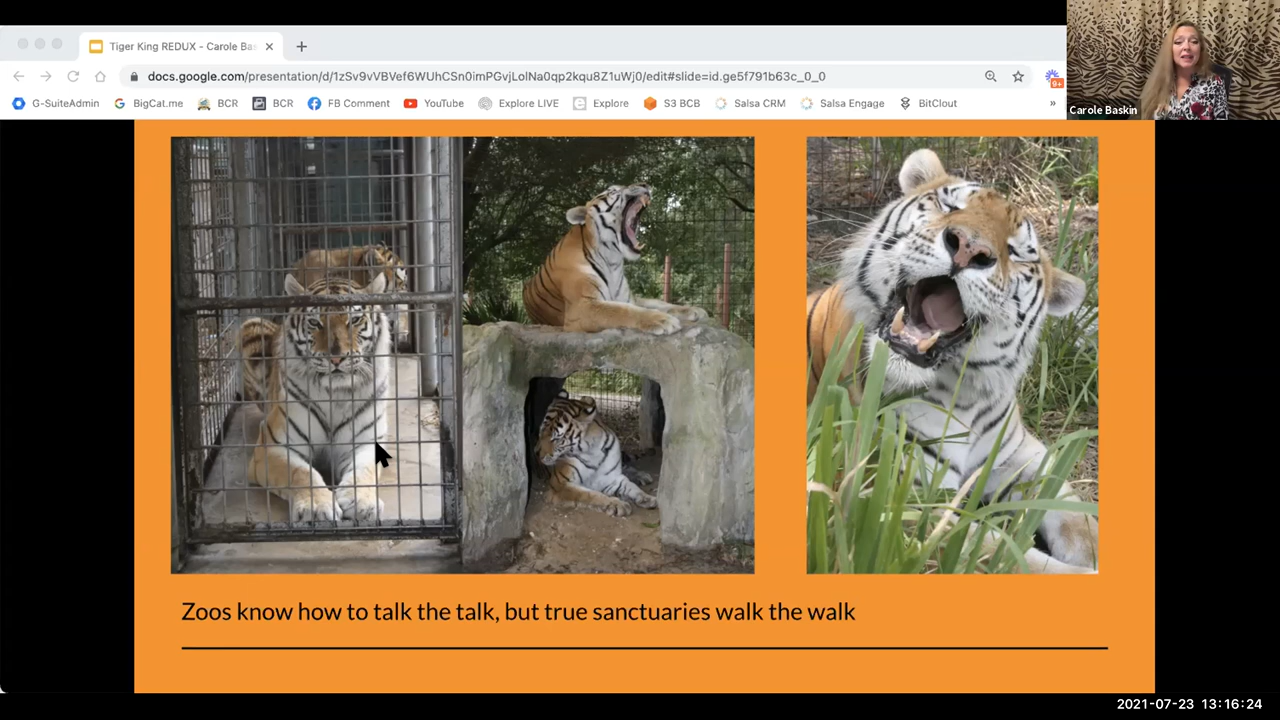 Tiger King REDUX - Carole Ba
docs.google.com/presentation/d/1zSv9vVBVef6WUhCSn0imPGvjLolNa0qp2kqu8Z1uWj0/edit#slide=id.ge5f791b63c_0_0
9+
G-SuiteAdmin BigCat.me BCR BCR FB Comment YouTube Explore LIVE Explore S3 BCB Salsa CRM Salsa Engage BitClout »
Carole Baskin
Zoos know how to talk the talk, but true sanctuaries walk the walk
2021-07-23 13:16:24